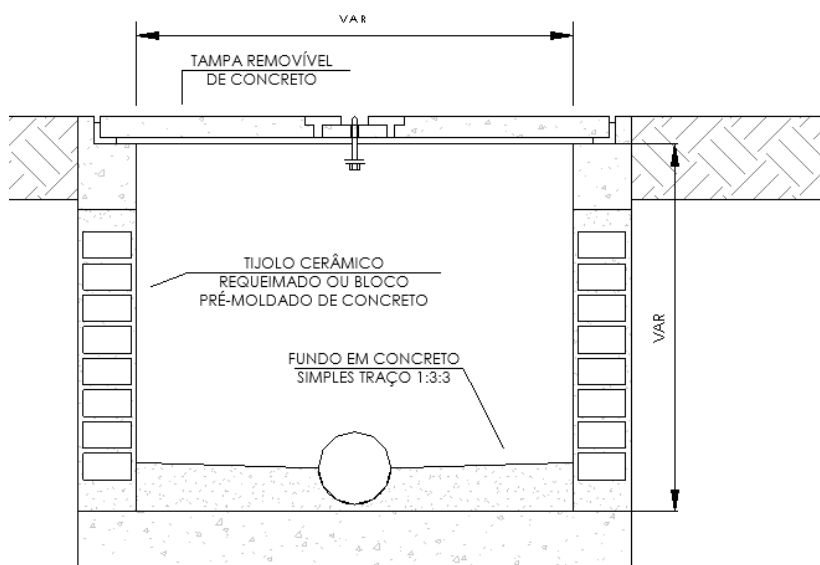 VAR
TAMPA REMOVÍVEL
DE CONCRETO
TIJOLO CERÂMICO
REQUEIMADO OU BLOCO
PRÉ-MOLDADO DE CONCRETO
VAR
FUNDO EM CONCRETO
SIMPLES TRAÇO 1:3:3